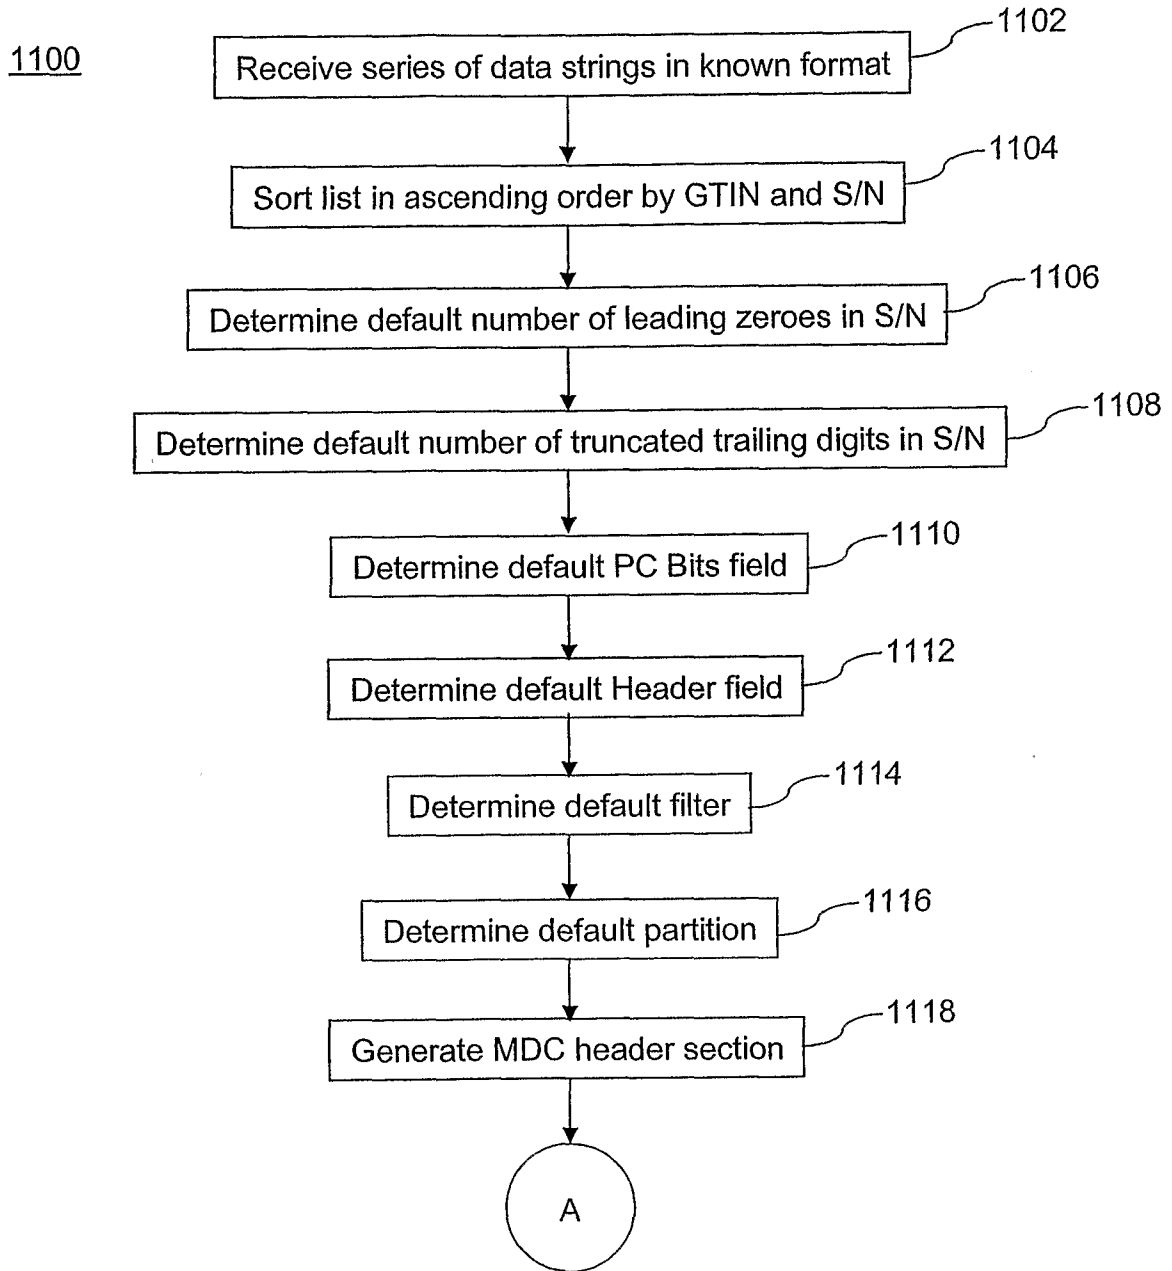 1100
1102
Receive series of data strings in known format
1104
Sort list in ascending order by GTIN and S/N
1106
Determine default number of leading zeroes in S/N
1108
Determine default number of truncated trailing digits in S/N
1110
Determine default PC Bits field
1112
Determine default Header field
1114
Determine default filter
1116
Determine default partition
1118
Generate MDC header section
A